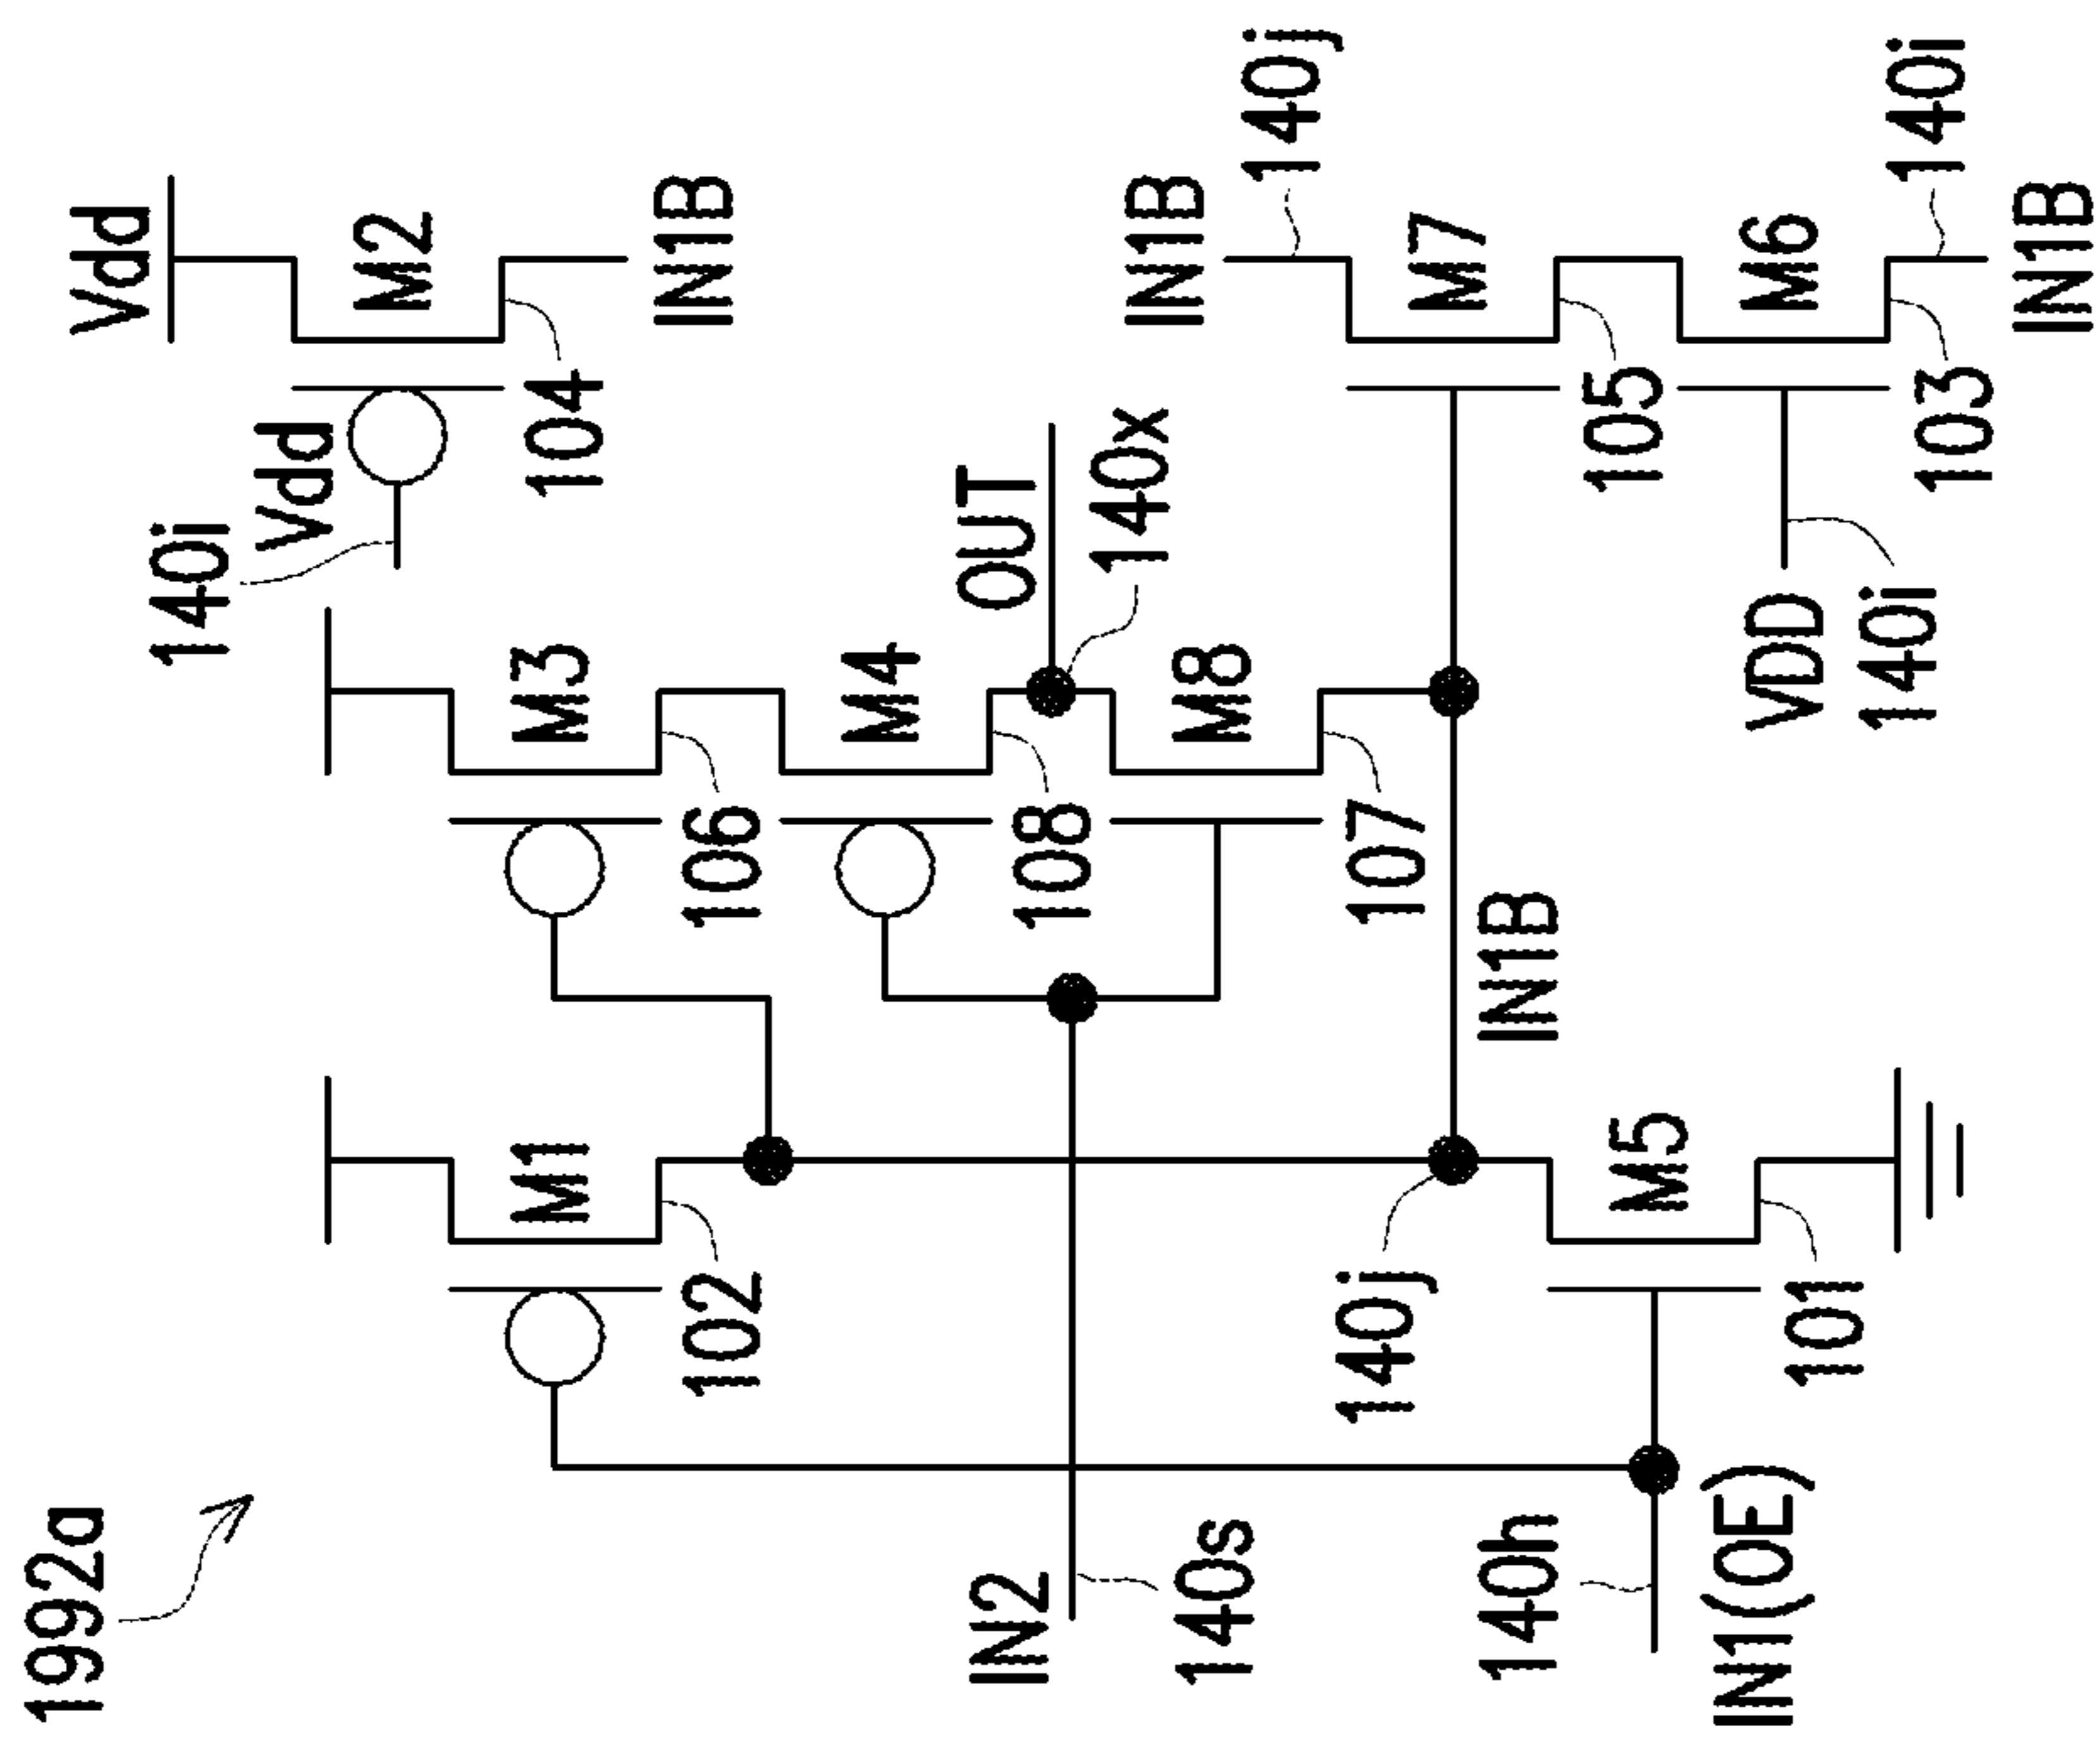 1992a
Vdd
140i
Vdd
M2
104
IN1B
M3
106
M4
108
OUT
140x
M8
107
M1
102
IN2
140s
IN1B
140j
M7
105
M6
103
VDD
140i
140i
IN1B
IN1B
140j
M5
101
140h
IN1(OE)